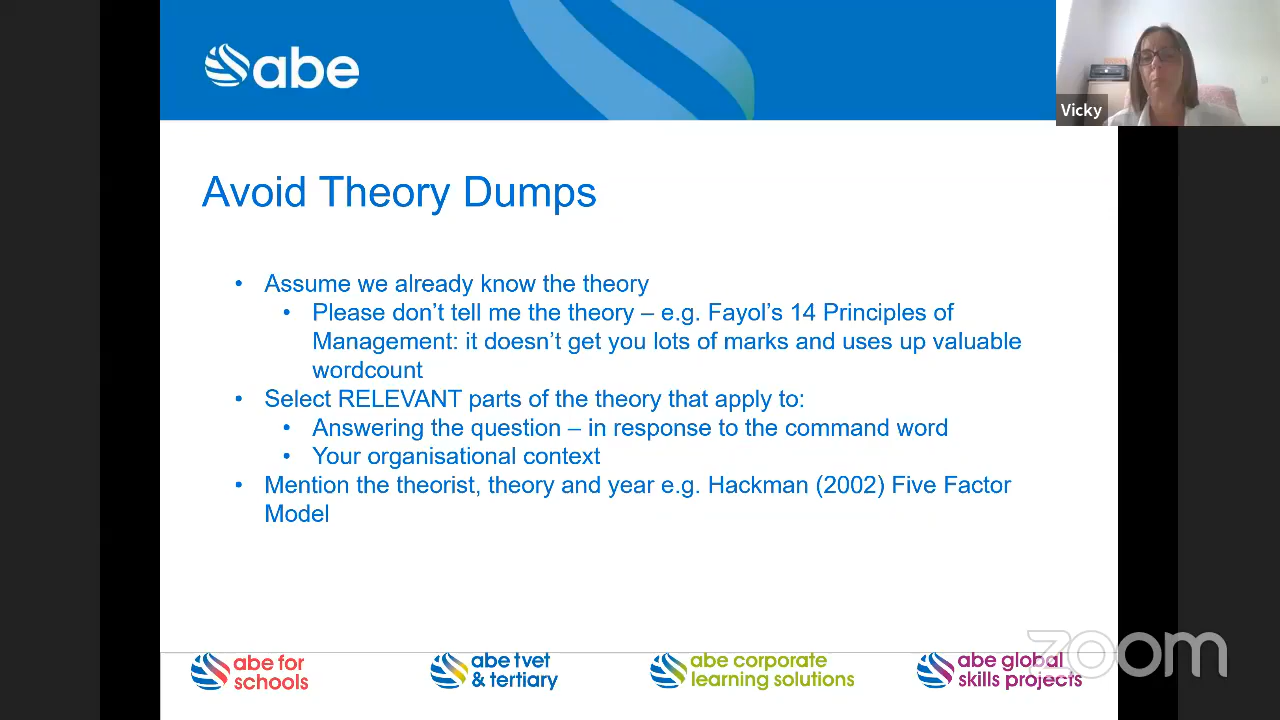 abe
Vicky
Avoid Theory Dumps
• Assume we already know the theory
• Please don’t tell me the theory – e.g. Fayol’s 14 Principles of
Management: it doesn’t get you lots of marks and uses up valuable
wordcount
• Select RELEVANT parts of the theory that apply to:
• Answering the question – in response to the command word
• Your organisational context
• Mention the theorist, theory and year e.g. Hackman (2002) Five Factor
Model
abe for
schools
abe tvet
& tertiary
abe corporate
learning solutions
abe global
skills projects
zoom